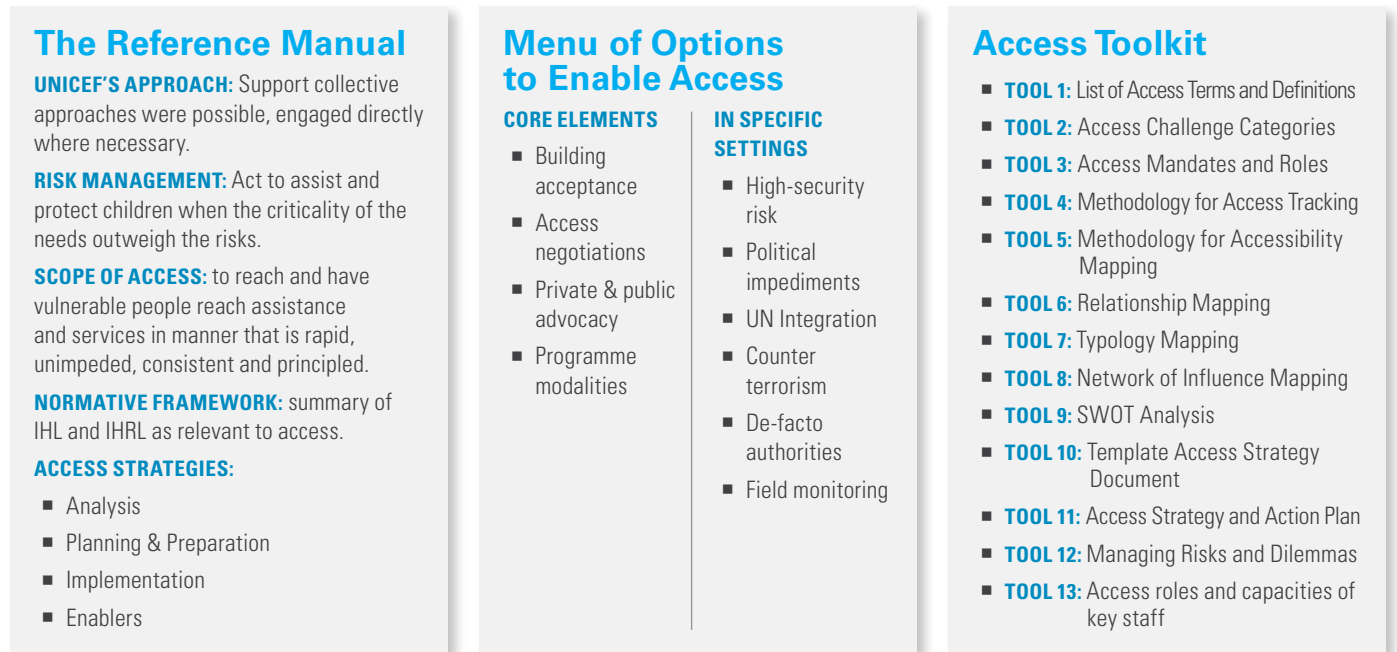 The Reference Manual
UNICEF'S APPROACH: Support collective
approaches were possible, engaged directly
where necessary.
RISK MANAGEMENT: Act to assist and
protect children when the criticality of the
needs outweigh the risks.
SCOPE OF ACCESS: to reach and have
vulnerable people reach assistance
and services in manner that is rapid,
unimpeded, consistent and principled.
NORMATIVE FRAMEWORK: summary of
IHL and IHRL as relevant to access.
ACCESS STRATEGIES:
■ Analysis
■ Planning & Preparation
■ Implementation
■ Enablers
Menu of Options
to Enable Access
CORE ELEMENTS
■ Building
acceptance
■ Access
negotiations
■ Private & public
advocacy
■ Programme
modalities
IN SPECIFIC
SETTINGS
■ High-security
risk
■ Political
impediments
■ UN Integration
■ Counter
terrorism
■ De-facto
authorities
■ Field monitoring
Access Toolkit
■ TOOL 1: List of Access Terms and Definitions
■ TOOL 2: Access Challenge Categories
■ TOOL 3: Access Mandates and Roles
■ TOOL 4: Methodology for Access Tracking
■ TOOL 5: Methodology for Accessibility
Mapping
■ TOOL 6: Relationship Mapping
■ TOOL 7: Typology Mapping
■ TOOL 8: Network of Influence Mapping
■ TOOL 9: SWOT Analysis
■ TOOL 10: Template Access Strategy
Document
■ TOOL 11: Access Strategy and Action Plan
■ TOOL 12: Managing Risks and Dilemmas
■ TOOL 13: Access roles and capacities of
key staff